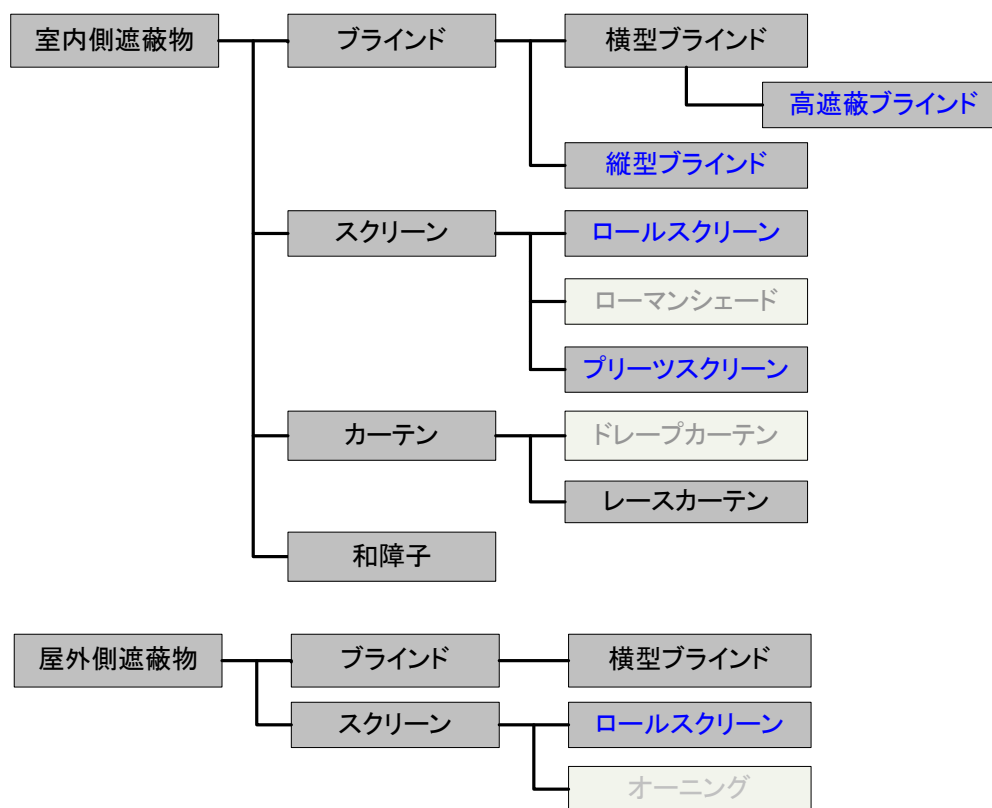 室内側遮蔽物
ブラインド
横型ブラインド
高遮蔽ブラインド
縦型ブラインド
スクリーン
ロールスクリーン
ローマンシェード
プリーツスクリーン
カーテン
ドレープカーテン
レースカーテン
和障子
屋外側遮蔽物
ブラインド
横型ブラインド
スクリーン
ロールスクリーン
オーニング